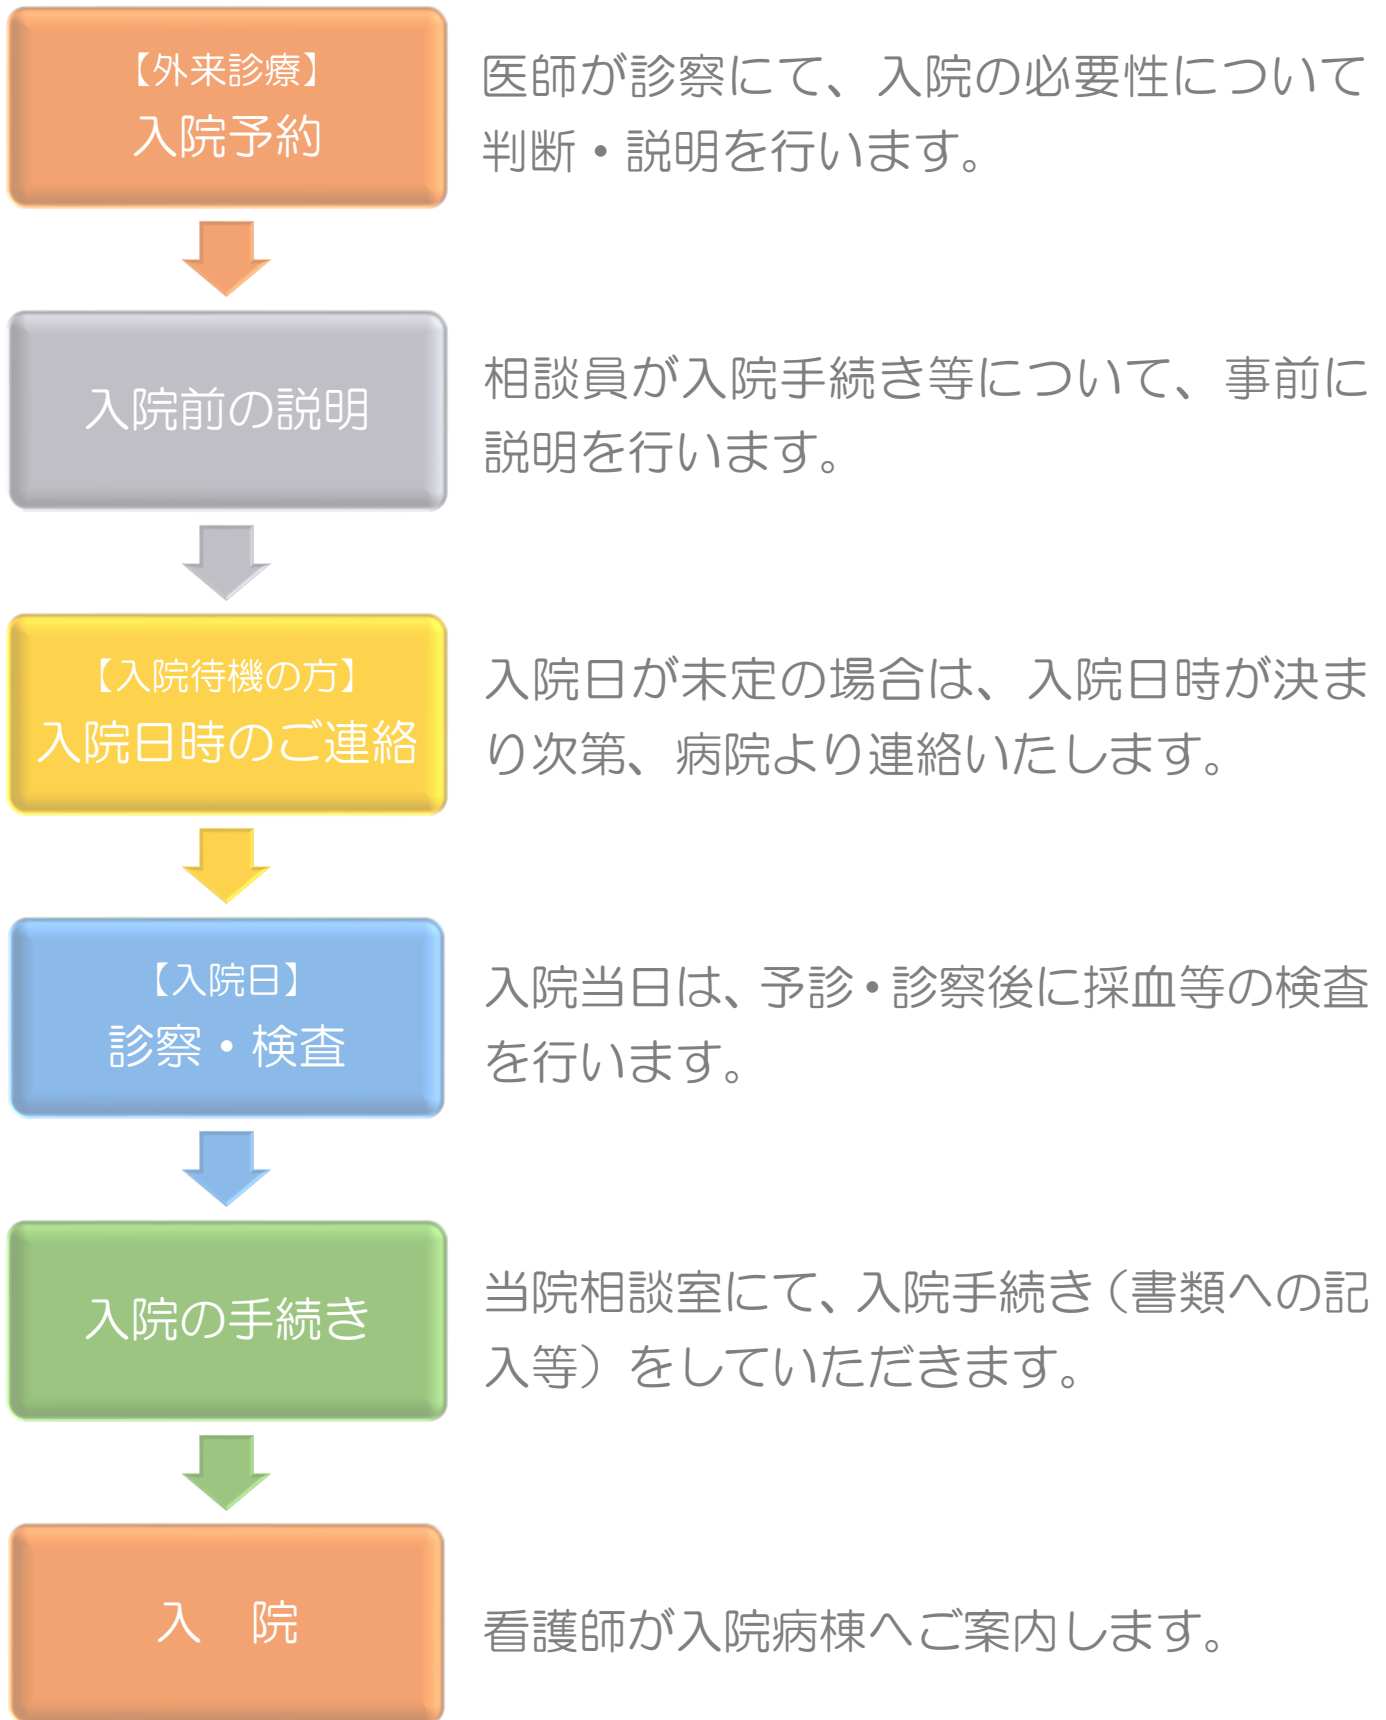 【外来診療】
入院予約
医師が診察にて、入院の必要性について
判断・説明を行います。
入院前の説明
相談員が入院手続き等について、事前に
説明を行います。
【入院待機の方】
入院日時のご連絡
入院日が未定の場合は、入院日時が決ま
り次第、病院より連絡いたします。
【入院日】
診察・検査
入院当日は、予診・診察後に採血等の検査
を行います。
入院の手続き
当院相談室にて、入院手続き（書類への記
入等）をしていただきます。
入　院
看護師が入院病棟へご案内します。